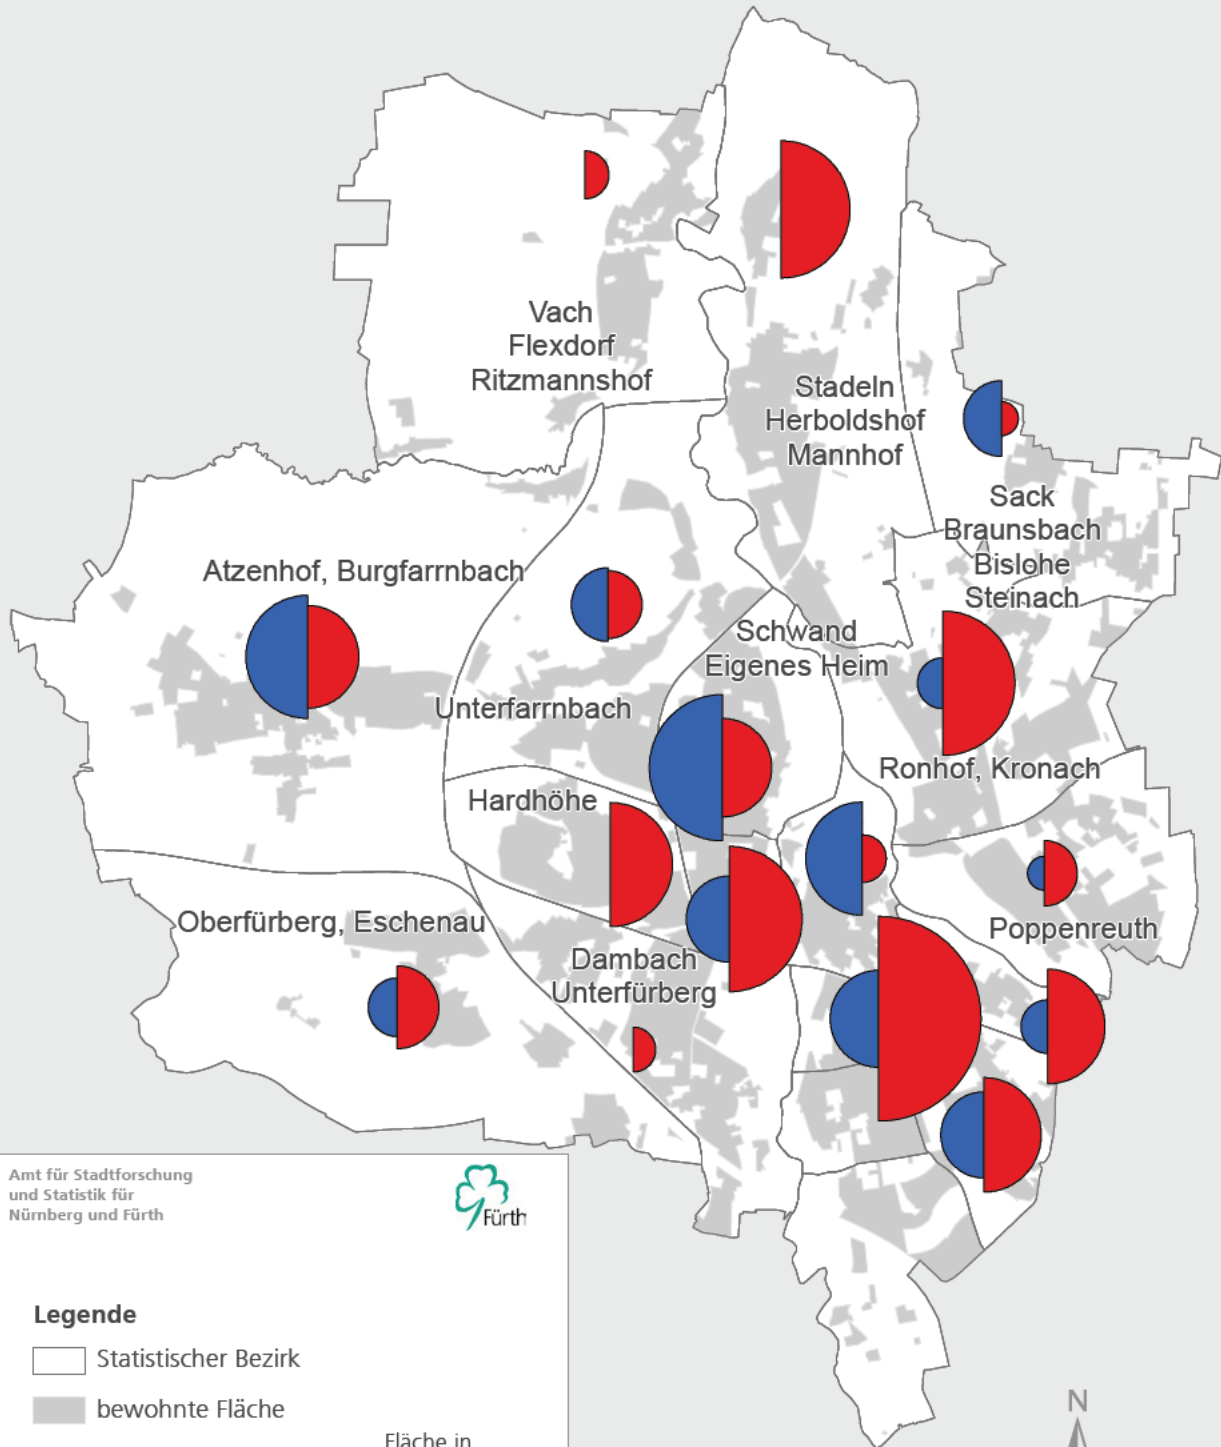 Vach
Flexdorf
Ritzmannshof
Stadeln
Herboldshof
Mannhof
Sack
Braunsbach
Bislohe
Steinach
Atzenhof, Burgfarrnbach
Schwand
Eigenes Heim
Unterfarrnbach
Ronhof, Kronach
Hardhöhe
Oberfürberg, Eschenau
Poppenreuth
Dambach
Unterfürberg
Amt für Stadtforschung
und Statistik für
Nürnberg und Fürth
Fürth
Legende
Statistischer Bezirk
bewohnte Fläche
Fläche in
N